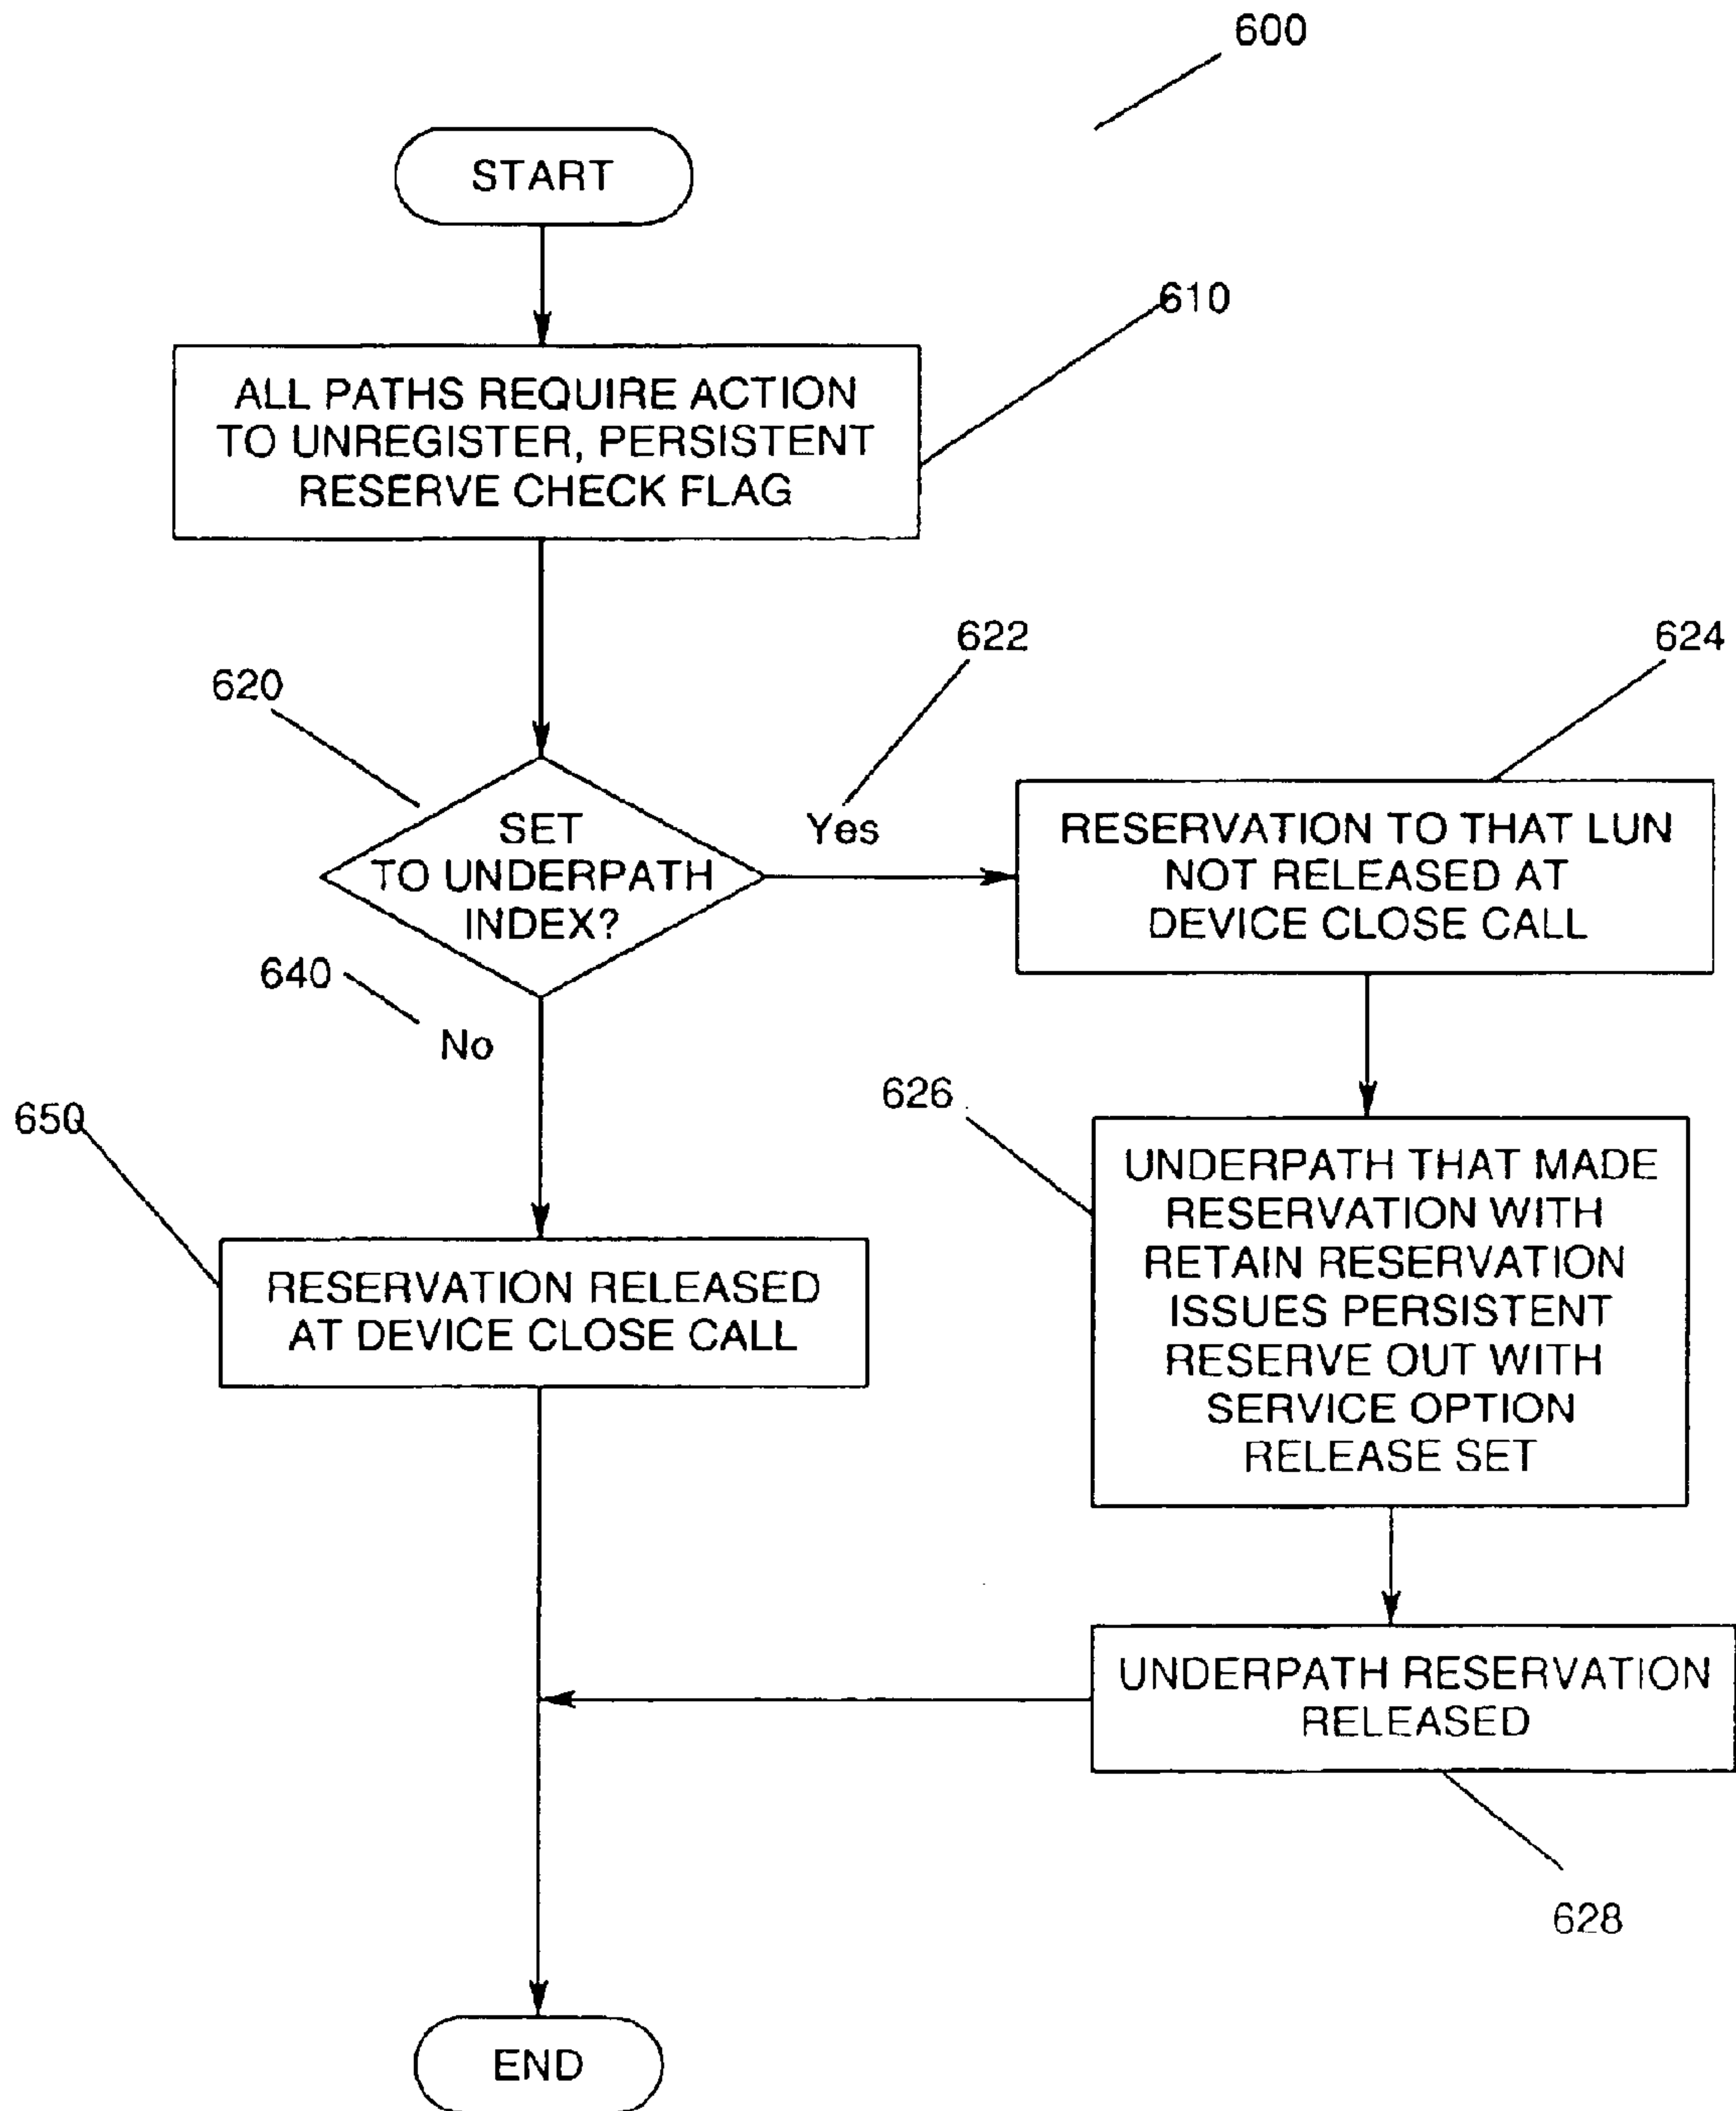 600
START
610
ALL PATHS REQUIRE ACTION
TO UNREGISTER, PERSISTENT
RESERVE CHECK FLAG
620
622
624
SET
TO UNDERPATH
INDEX?
Yes
RESERVATION TO THAT LUN
NOT RELEASED AT
DEVICE CLOSE CALL
640
No
650
626
RESERVATION RELEASED
AT DEVICE CLOSE CALL
UNDERPATH THAT MADE
RESERVATION WITH
RETAIN RESERVATION
ISSUES PERSISTENT
RESERVE OUT WITH
SERVICE OPTION
RELEASE SET
UNDERPATH RESERVATION
RELEASED
628
END